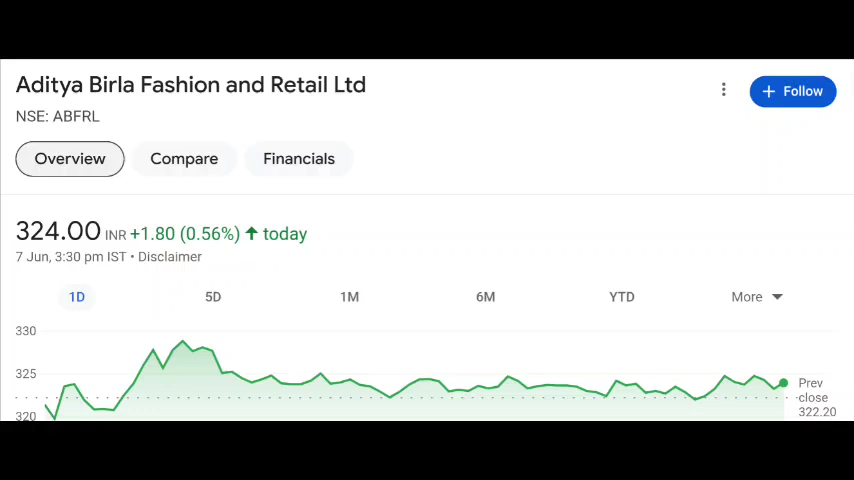 Aditya Birla Fashion and Retail Ltd
NSE: ABFRL
+ Follow
Overview
Compare
Financials
324.00 INR +1.80 (0.56%) ↑ today
7 Jun, 3:30 pm IST • Disclaimer
1D
5D
1M
6M
YTD
More
330
325
320
Prev
close
322.20